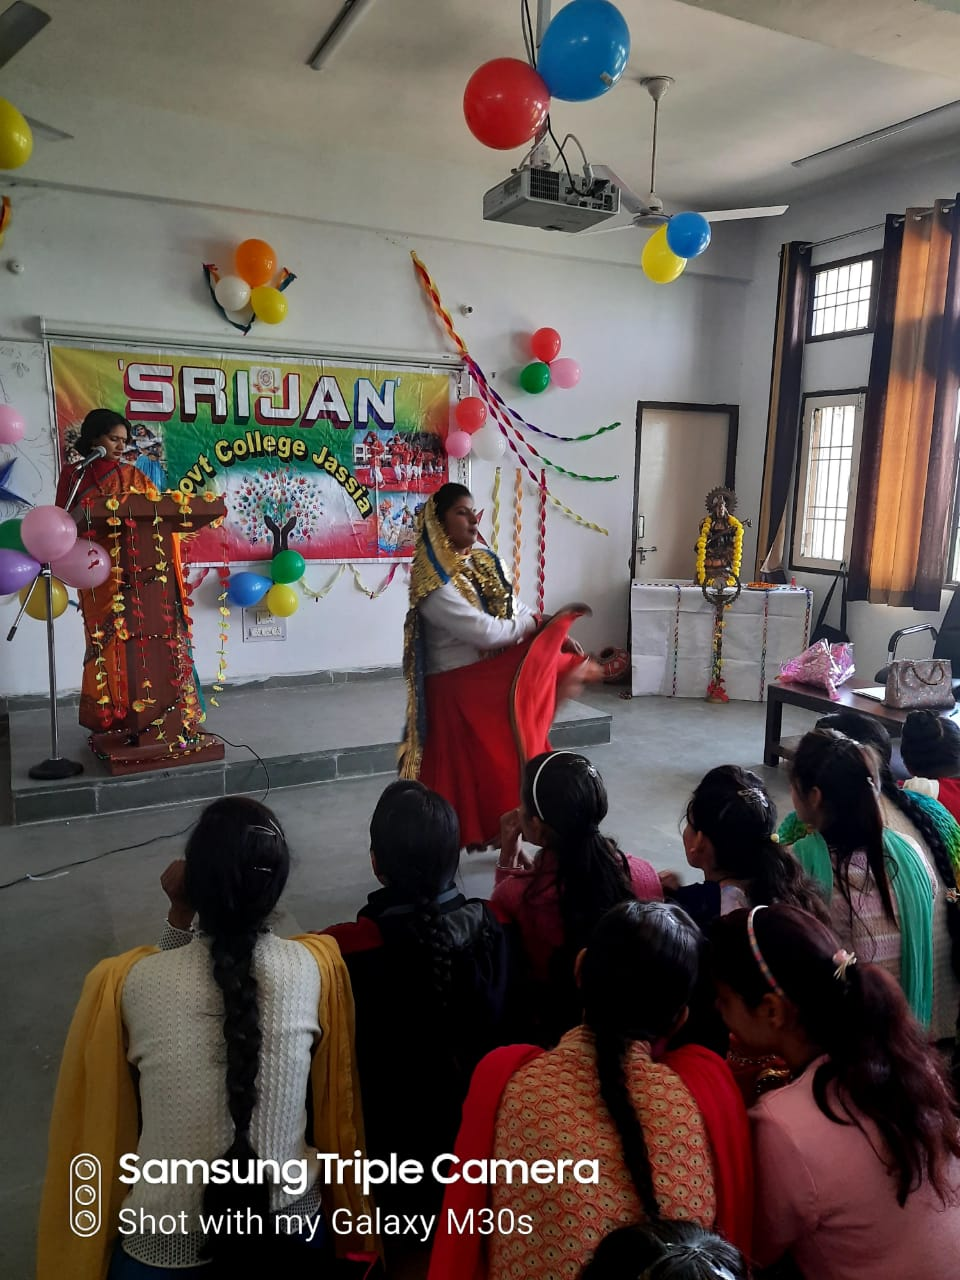 'SRIJAN'
Govt College Jassia
Samsung Triple Camera
Shot with my Galaxy M30s